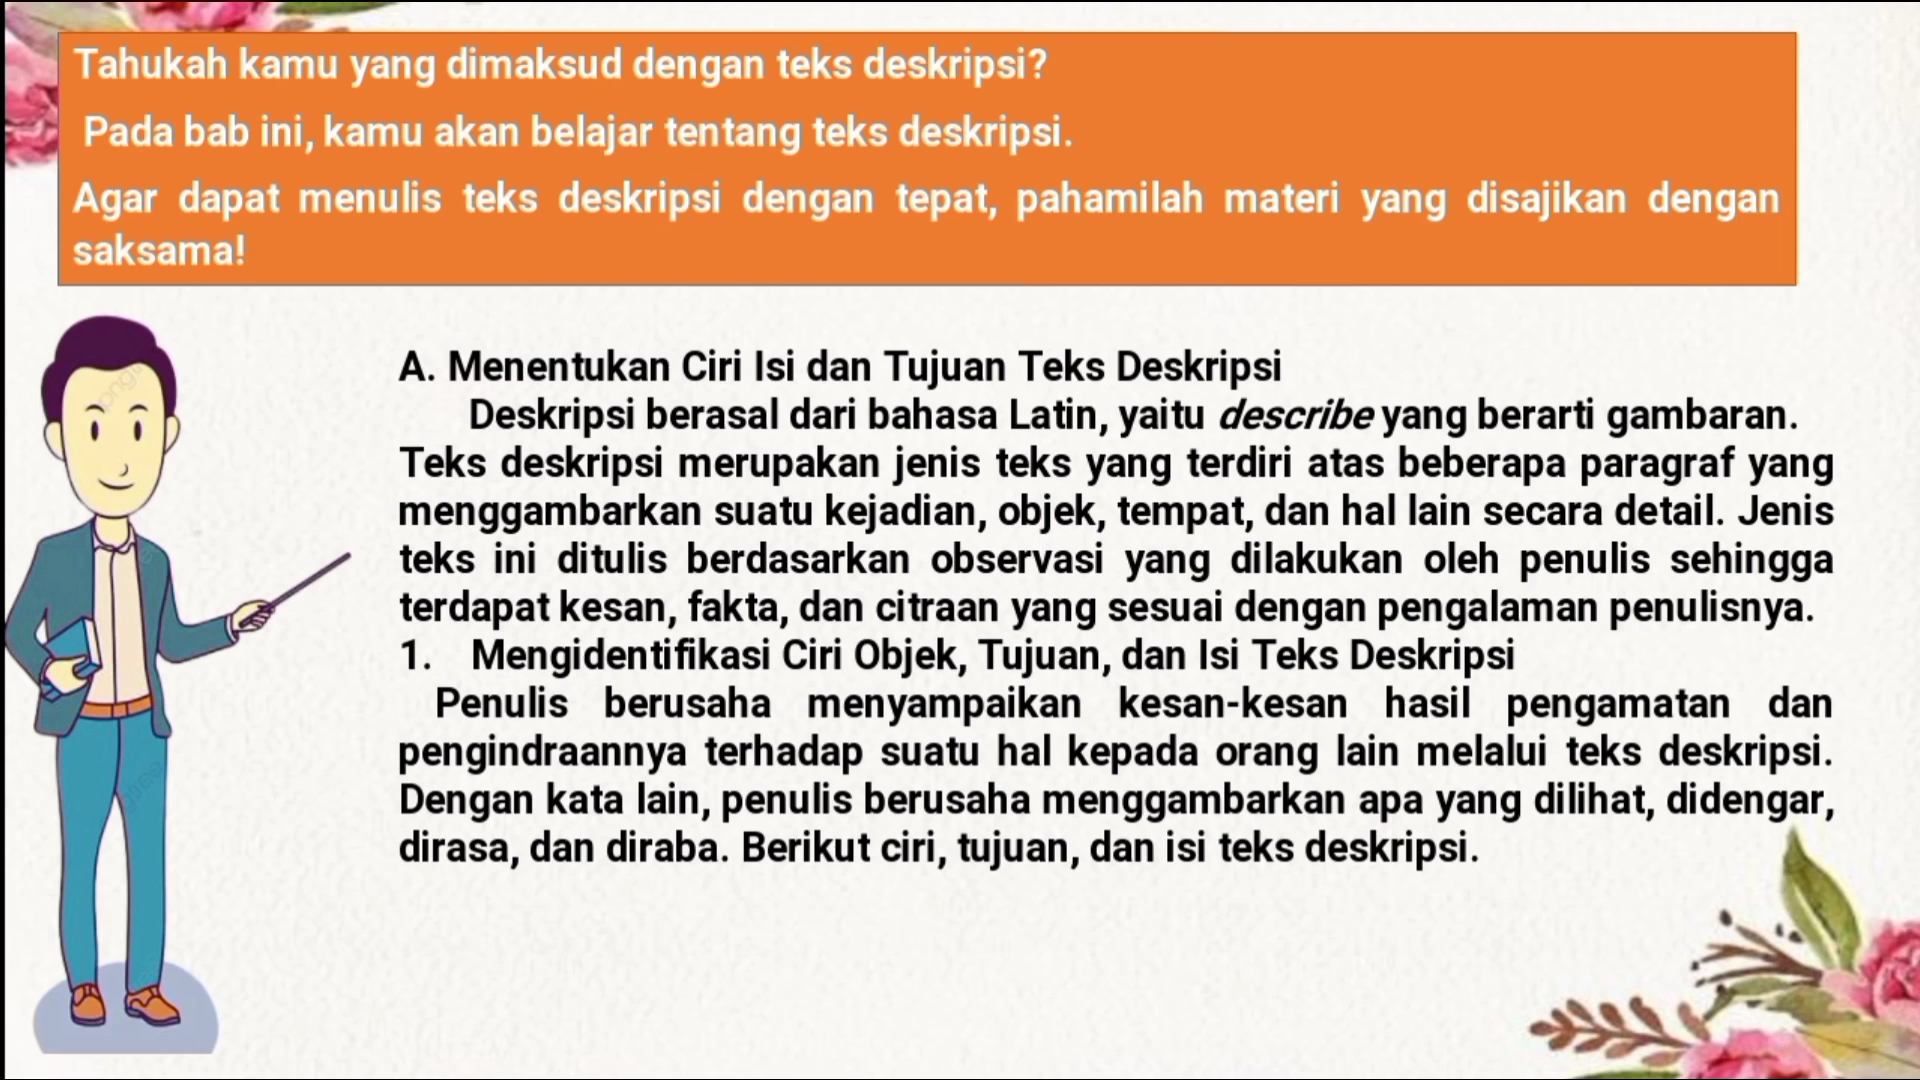 Tahukah kamu yang dimaksud dengan teks deskripsi?
Pada bab ini, kamu akan belajar tentang teks deskripsi.
Agar dapat menulis teks deskripsi dengan tepat, pahamilah materi yang disajikan dengan
saksama!
A. Menentukan Ciri Isi dan Tujuan Teks Deskripsi
Deskripsi berasal dari bahasa Latin, yaitu describe yang berarti gambaran.
Teks deskripsi merupakan jenis teks yang terdiri atas beberapa paragraf yang
menggambarkan suatu kejadian, objek, tempat, dan hal lain secara detail. Jenis
teks ini ditulis berdasarkan observasi yang dilakukan oleh penulis sehingga
terdapat kesan, fakta, dan citraan yang sesuai dengan pengalaman penulisnya.
1. Mengidentifikasi Ciri Objek, Tujuan, dan Isi Teks Deskripsi
Penulis berusaha menyampaikan kesan-kesan hasil pengamatan dan
pengindraannya terhadap suatu hal kepada orang lain melalui teks deskripsi.
Dengan kata lain, penulis berusaha menggambarkan apa yang dilihat, didengar,
dirasa, dan diraba. Berikut ciri, tujuan, dan isi teks deskripsi.